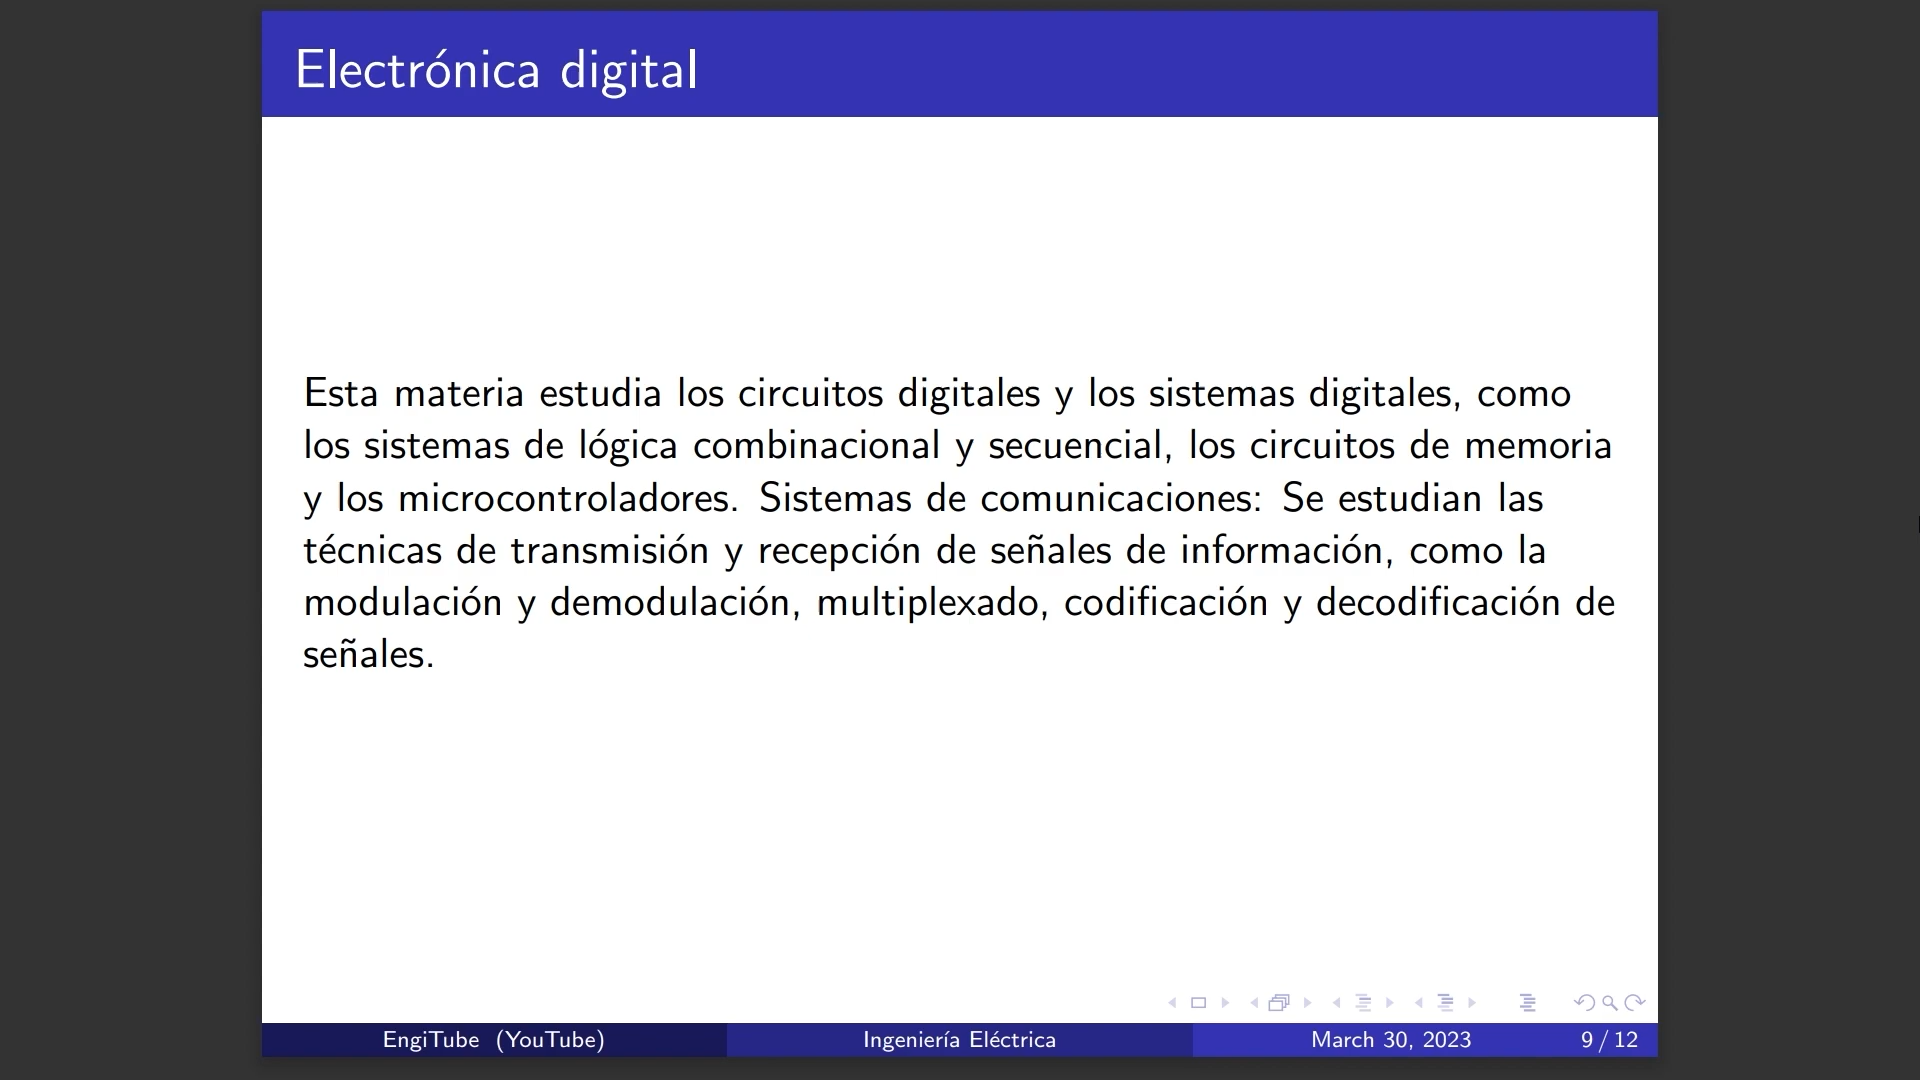 Electrónica digital
Esta materia estudia los circuitos digitales y los sistemas digitales, como
los sistemas de lógica combinacional y secuencial, los circuitos de memoria
y los microcontroladores. Sistemas de comunicaciones: Se estudian las
técnicas de transmisión y recepción de señales de información, como la
modulación y demodulación, multiplexado, codificación y decodificación de
señales.
EngiTube (YouTube) Ingeniería Eléctrica March 30, 2023 9 / 12